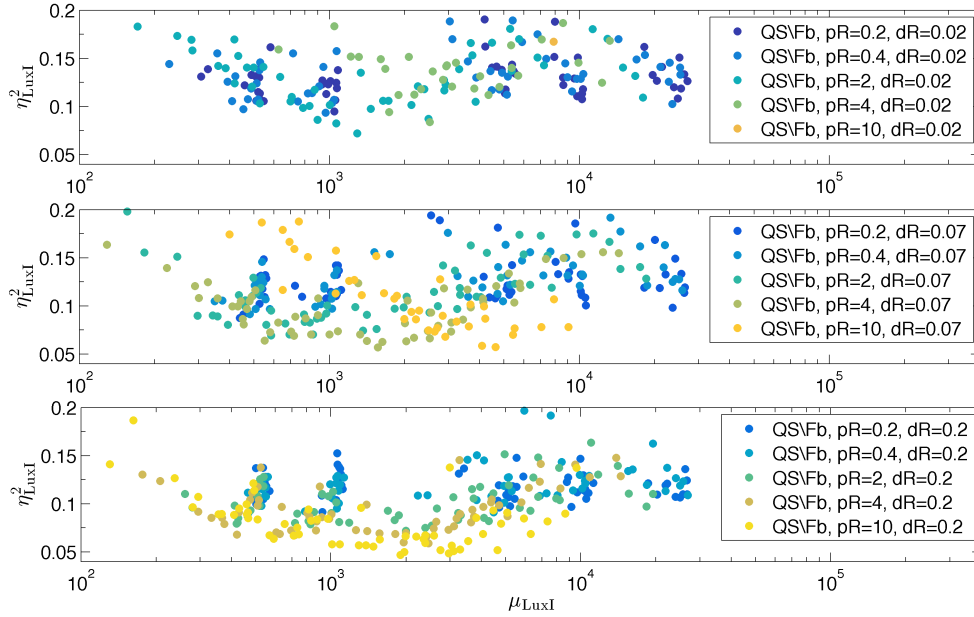 0.2
0.15
0.1
0.05
η²LuxI
10² 10³ 10⁴ 10⁵
QS\Fb, pR=0.2, dR=0.02
QS\Fb, pR=0.4, dR=0.02
QS\Fb, pR=2, dR=0.02
QS\Fb, pR=4, dR=0.02
QS\Fb, pR=10, dR=0.02
0.2
0.15
0.1
0.05
η²LuxI
10² 10³ 10⁴ 10⁵
QS\Fb, pR=0.2, dR=0.07
QS\Fb, pR=0.4, dR=0.07
QS\Fb, pR=2, dR=0.07
QS\Fb, pR=4, dR=0.07
QS\Fb, pR=10, dR=0.07
0.2
0.15
0.1
0.05
η²LuxI
10² 10³ 10⁴ 10⁵
QS\Fb, pR=0.2, dR=0.2
QS\Fb, pR=0.4, dR=0.2
QS\Fb, pR=2, dR=0.2
QS\Fb, pR=4, dR=0.2
QS\Fb, pR=10, dR=0.2
μLuxI